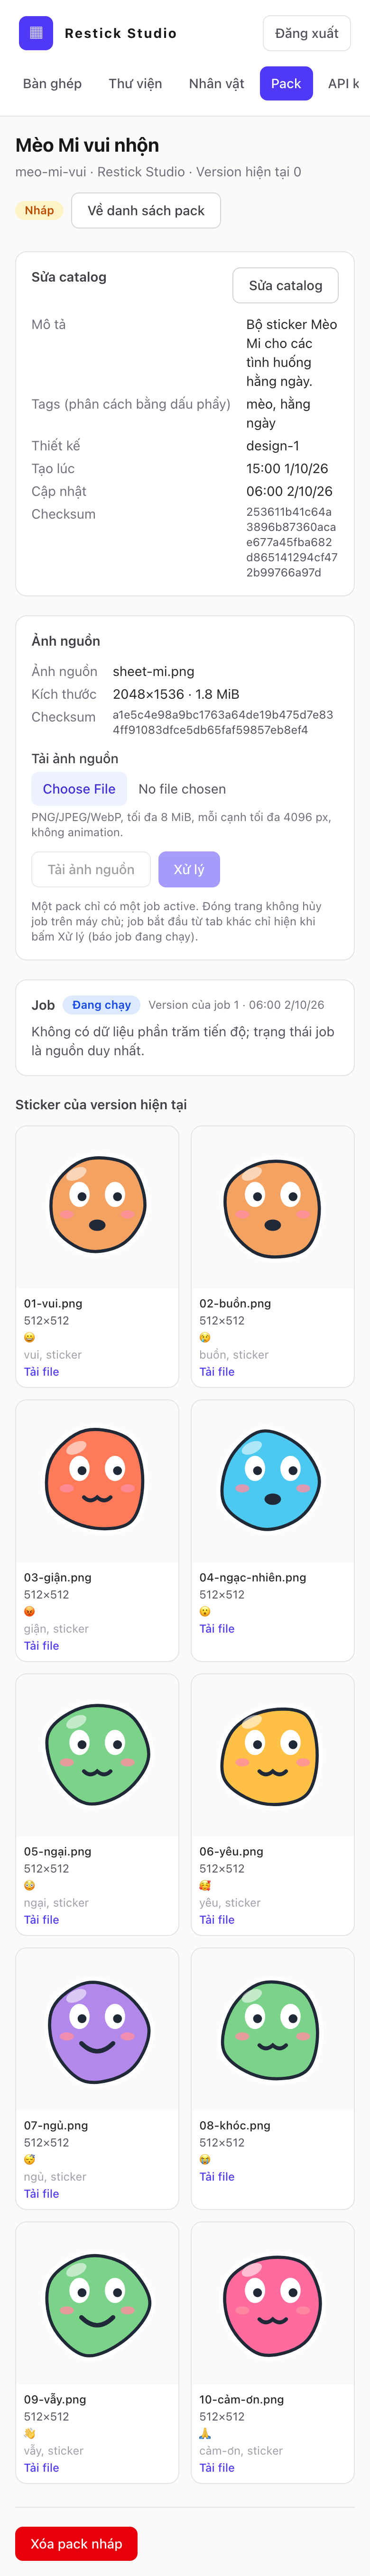 Restick Studio
Đăng xuất
Bàn ghép Thư viện Nhân vật Pack API k
Mèo Mi vui nhộn
meo-mi-vui · Restick Studio · Version hiện tại 0
Nháp
Về danh sách pack
Sửa catalog
Sửa catalog
Mô tả
Bộ sticker Mèo
Mi cho các
tình huống
hằng ngày.
Tags (phân cách bằng dấu phẩy)
mèo, hằng
ngày
Thiết kế
design-1
Tạo lúc
15:00 1/10/26
Cập nhật
06:00 2/10/26
Checksum
253611b41c64a
3896b87360aca
e677a45fba682
d865141294cf47
2b99766a97d
Ảnh nguồn
Ảnh nguồn
sheet-mi.png
Kích thước
2048×1536 · 1.8 MiB
Checksum
a1e5c4e98a9bc1763a64de19b475d7e83
4ff91083dfce5db65faf59857eb8ef4
Tải ảnh nguồn
Choose File No file chosen
PNG/JPEG/WebP, tối đa 8 MiB, mỗi cạnh tối đa 4096 px,
không animation.
Tải ảnh nguồn
Xử lý
Một pack chỉ có một job active. Đóng trang không hủy
job trên máy chủ; job bắt đầu từ tab khác chỉ hiện khi
bấm Xử lý (báo job đang chạy).
Job Đang chạy Version của job 1 · 06:00 2/10/26
Không có dữ liệu phần trăm tiến độ; trạng thái job
là nguồn duy nhất.
Sticker của version hiện tại
01-vui.png
512×512
😀
vui, sticker
Tải file
02-buồn.png
512×512
😢
buồn, sticker
Tải file
03-giận.png
512×512
😡
giận, sticker
Tải file
04-ngạc-nhiên.png
512×512
😮
Tải file
05-ngại.png
512×512
😳
ngại, sticker
Tải file
06-yêu.png
512×512
🥰
yêu, sticker
Tải file
07-ngủ.png
512×512
😴
ngủ, sticker
Tải file
08-khóc.png
512×512
😭
Tải file
09-vẫy.png
512×512
👋
vẫy, sticker
Tải file
10-cảm-ơn.png
512×512
🙏
cảm-ơn, sticker
Tải file
Xóa pack nháp